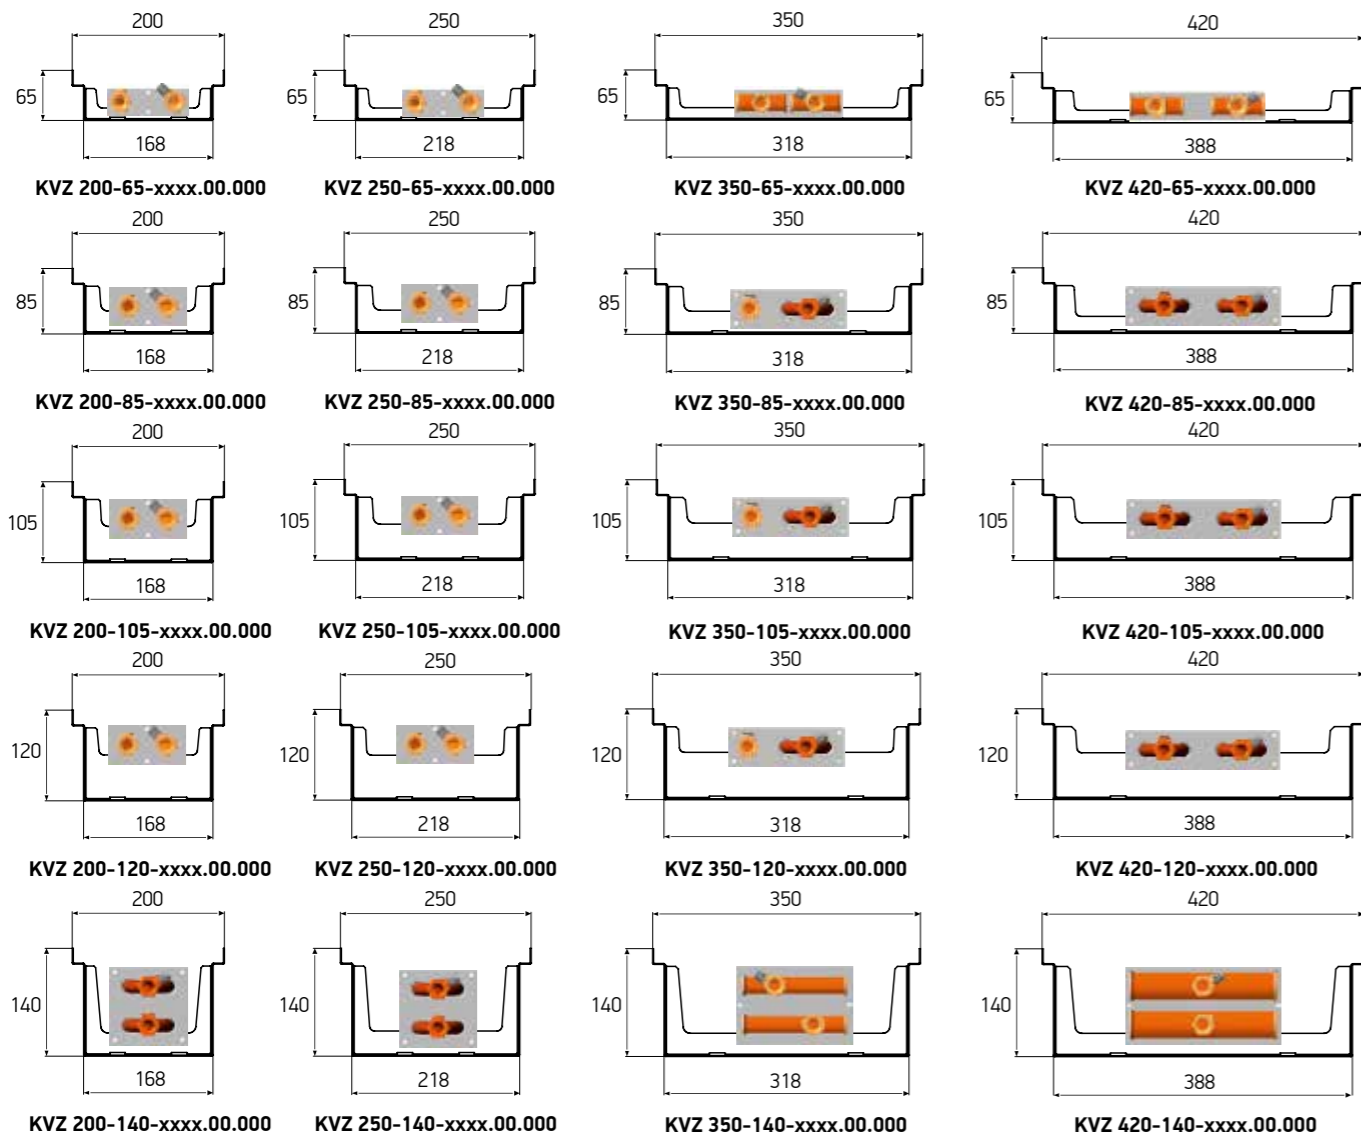 200 250 350 420
65 65 65 65
168 218 318 388
KVZ 200-65-xxxx.00.000 KVZ 250-65-xxxx.00.000 KVZ 350-65-xxxx.00.000 KVZ 420-65-xxxx.00.000
200 250 350 420
85 85 85 85
168 218 318 388
KVZ 200-85-xxxx.00.000 KVZ 250-85-xxxx.00.000 KVZ 350-85-xxxx.00.000 KVZ 420-85-xxxx.00.000
200 250 350 420
105 105 105 105
168 218 318 388
KVZ 200-105-xxxx.00.000 KVZ 250-105-xxxx.00.000 KVZ 350-105-xxxx.00.000 KVZ 420-105-xxxx.00.000
200 250 350 420
120 120 120 120
168 218 318 388
KVZ 200-120-xxxx.00.000 KVZ 250-120-xxxx.00.000 KVZ 350-120-xxxx.00.000 KVZ 420-120-xxxx.00.000
200 250 350 420
140 140 140 140
168 218 318 388
KVZ 200-140-xxxx.00.000 KVZ 250-140-xxxx.00.000 KVZ 350-140-xxxx.00.000 KVZ 420-140-xxxx.00.000